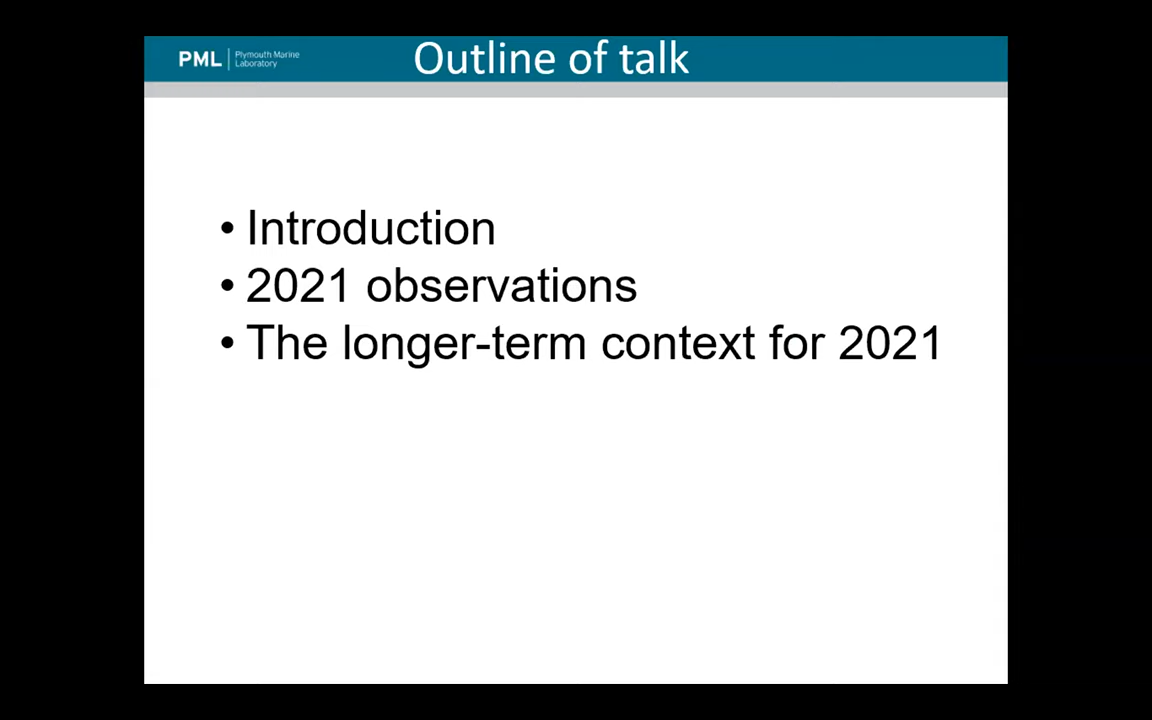 PML | Plymouth Marine
Laboratory
Outline of talk
• Introduction
• 2021 observations
• The longer-term context for 2021